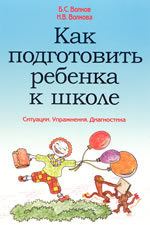 Б.С. Волков
Н.В. Волкова
Как
подготовить
ребенка
к школе
Ситуации. Упражнения. Диагностика